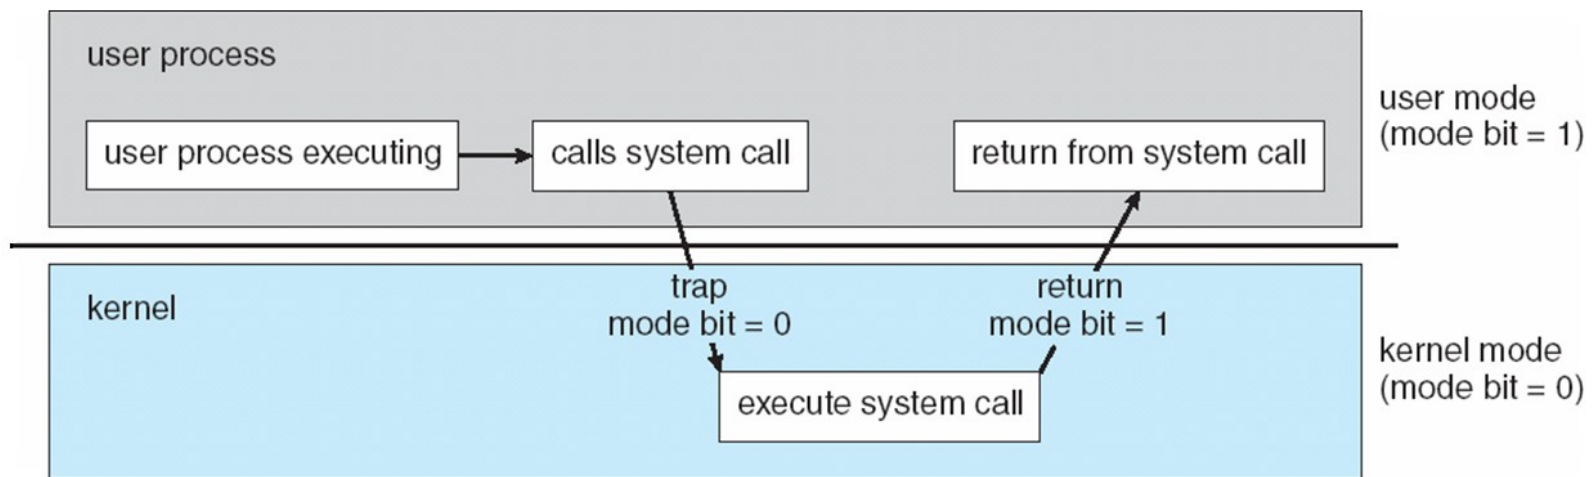 user process
user process executing
calls system call
return from system call
user mode
(mode bit = 1)
kernel
trap
mode bit = 0
return
mode bit = 1
execute system call
kernel mode
(mode bit = 0)